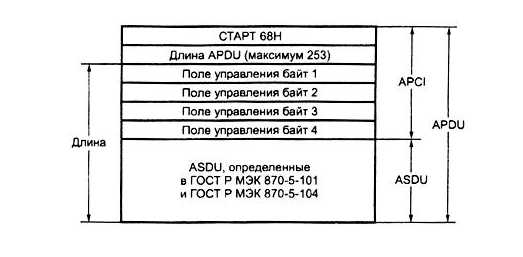 СТАРТ 68H
Длина APDU (максимум 253)
Поле управления байт 1
Поле управления байт 2
Поле управления байт 3
Поле управления байт 4
ASDU, определенные
в ГОСТ Р МЭК 870-5-101
и ГОСТ Р МЭК 870-5-104
Длина
APCI
ASDU
APDU